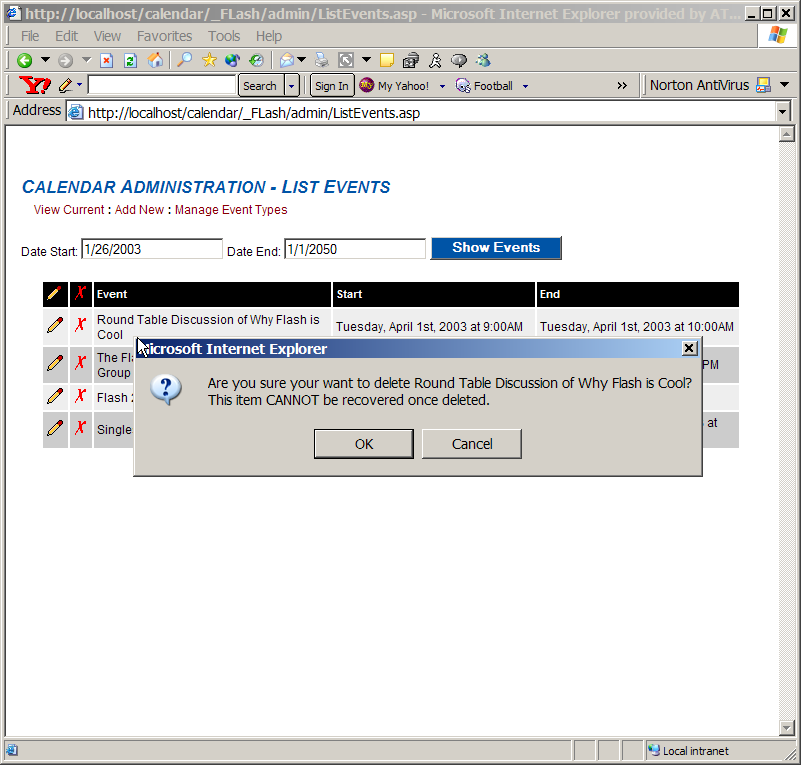 http://localhost/calendar/_FLash/admin/ListEvents.asp - Microsoft Internet Explorer provided by AT...
File Edit View Favorites Tools Help
Y! Search Sign In My Yahoo! Football » Norton AntiVirus
Address http://localhost/calendar/_FLash/admin/ListEvents.asp
CALENDAR ADMINISTRATION - LIST EVENTS
View Current : Add New : Manage Event Types
Date Start: 1/26/2003 Date End: 1/1/2050 Show Events
X Event Start End
X Round Table Discussion of Why Flash is Cool Tuesday, April 1st, 2003 at 9:00AM Tuesday, April 1st, 2003 at 10:00AM
X The Fl
Group PM
X Flash
X Single at
Microsoft Internet Explorer
Are you sure your want to delete Round Table Discussion of Why Flash is Cool?
This item CANNOT be recovered once deleted.
OK Cancel
Local intranet